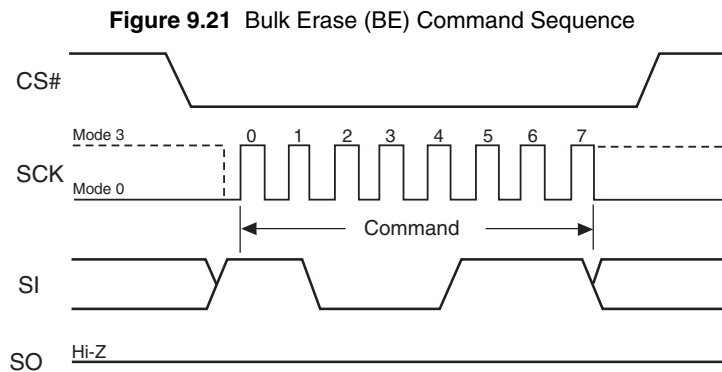 Figure 9.21 Bulk Erase (BE) Command Sequence
CS#
Mode 3
0 1 2 3 4 5 6 7
SCK
Mode 0
Command
SI
Hi-Z
SO